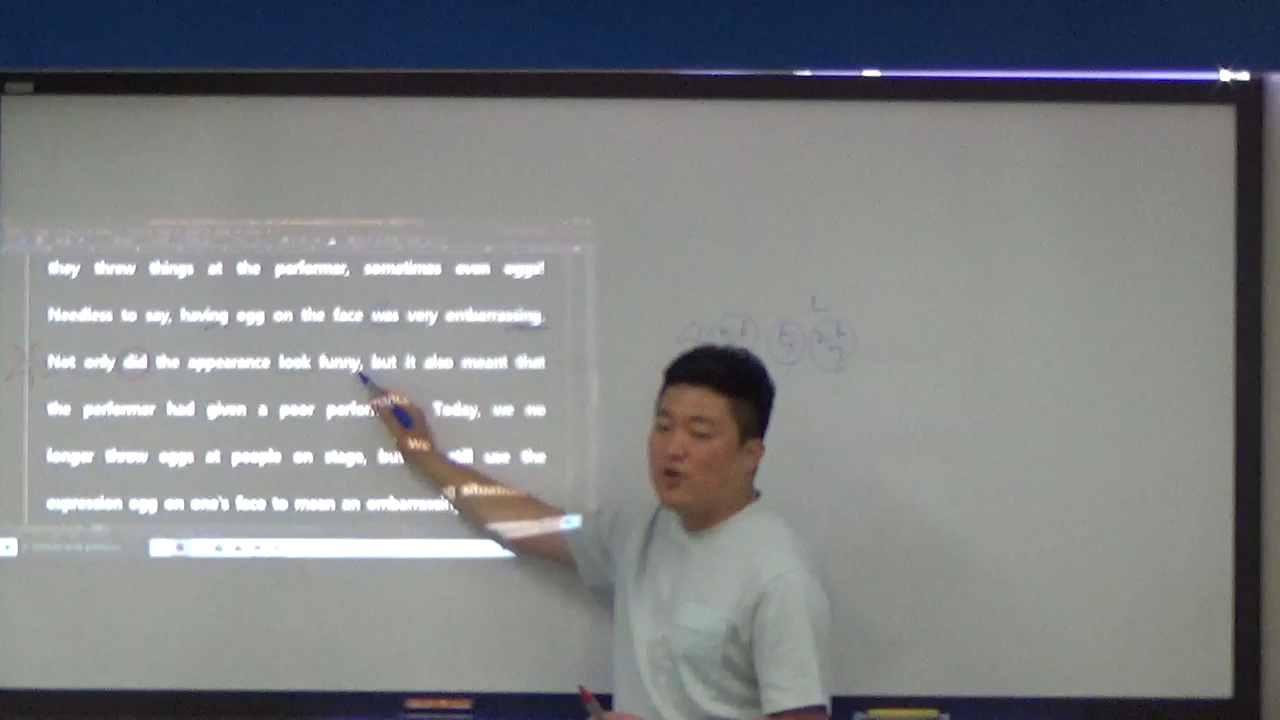 they threw things at the performer, sometimes even eggs!
Needless to say, having egg on the face was very embarrassing.
Not only did the appearance look funny, but it also meant that
the performer had given a poor Today, we no
longer threw eggs at people on stage, but we still use the
expression egg on one's face to mean an embarrassing situation